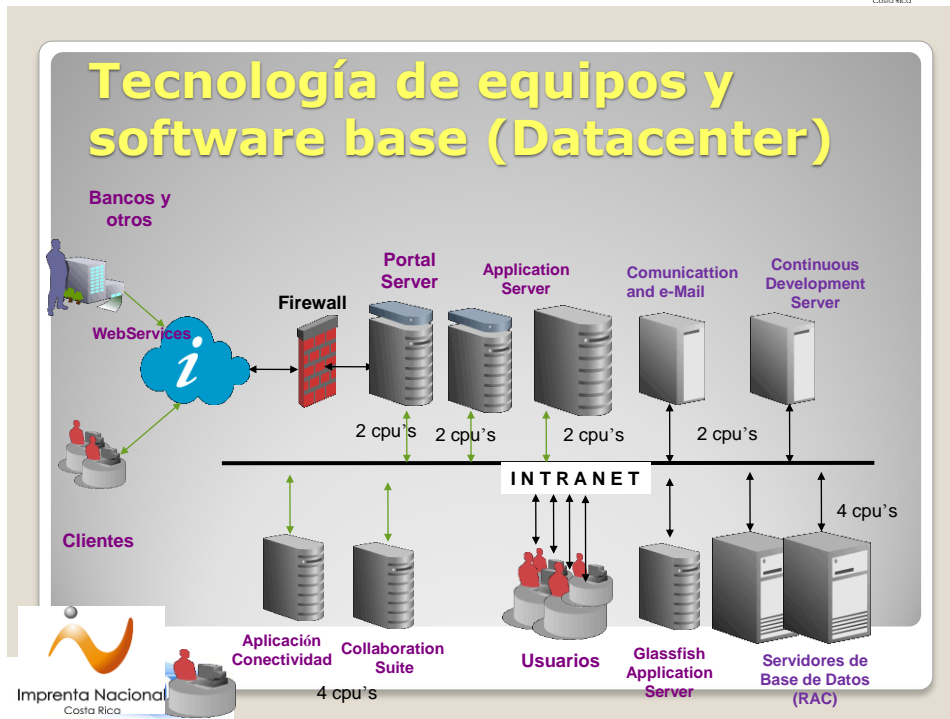 Costa Rica
Tecnología de equipos y
software base (Datacenter)
Bancos y
otros
WebServices
i
Firewall
Portal
Server
Application
Server
Comunicattion
and e-Mail
Continuous
Development
Server
2 cpu’s
2 cpu’s
2 cpu’s
2 cpu’s
INTRANET
4 cpu’s
Clientes
Aplicación
Conectividad
Collaboration
Suite
4 cpu’s
Usuarios
Glassfish
Application
Server
Servidores de
Base de Datos
(RAC)
Imprenta Nacional
Costa Rica